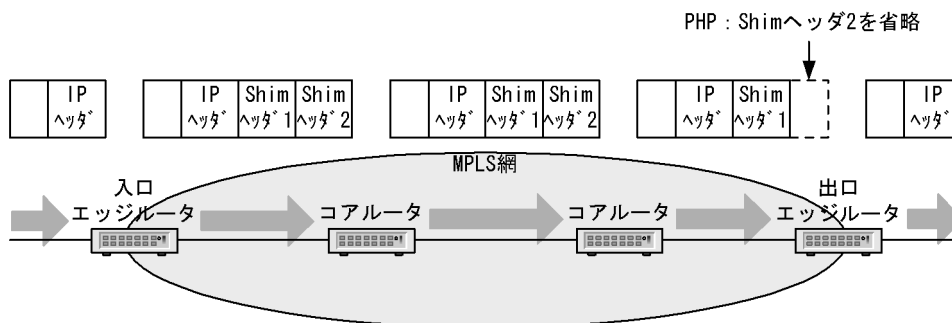 PHP：Shimヘッダ2を省略
IP
ヘッダ
IP
ヘッダ
Shim
ヘッダ1
Shim
ヘッダ2
IP
ヘッダ
Shim
ヘッダ1
Shim
ヘッダ2
IP
ヘッダ
Shim
ヘッダ1
IP
ヘッダ
MPLS網
入口
エッジルータ
コアルータ
コアルータ
出口
エッジルータ